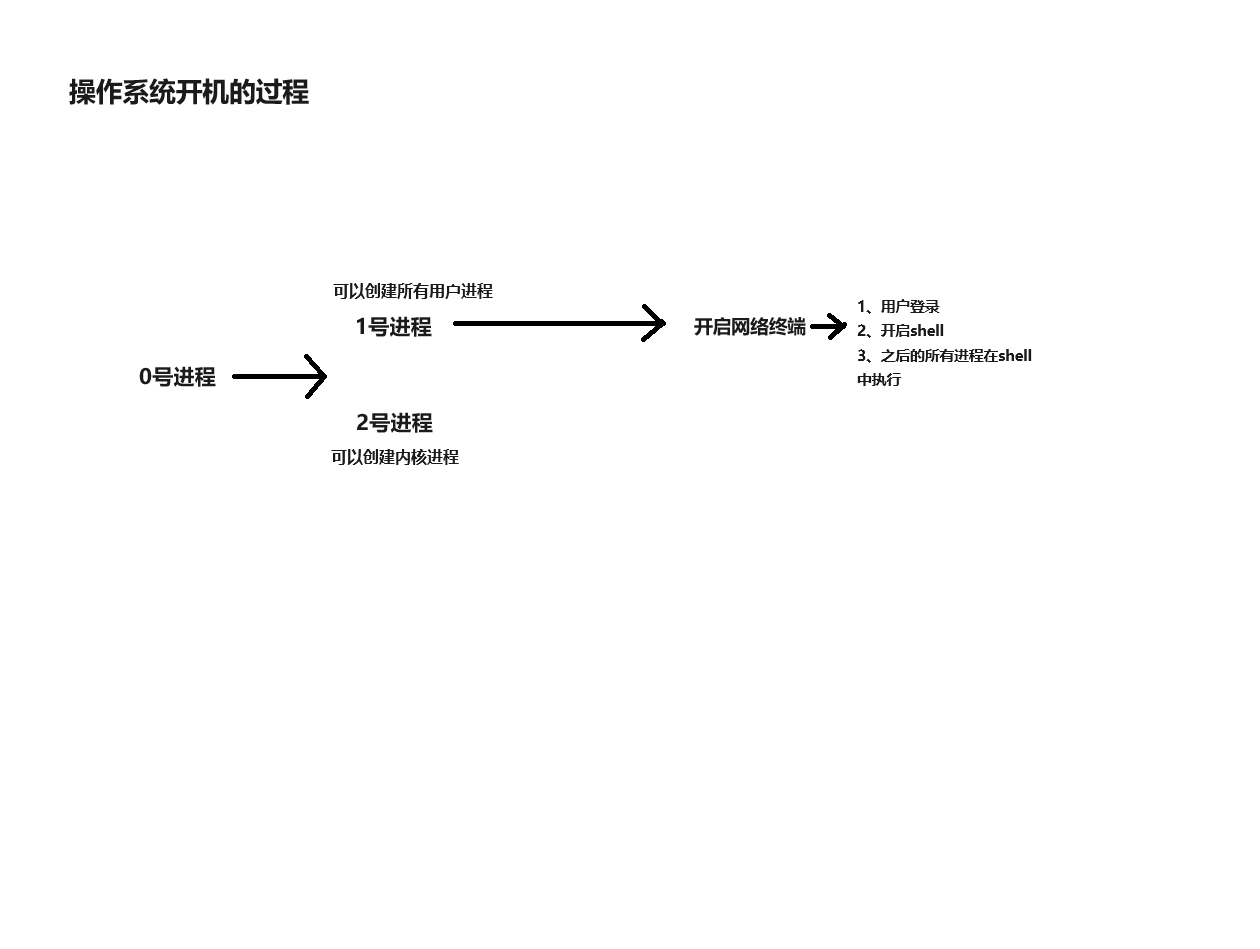 操作系统开机的过程
可以创建所有用户进程
1号进程
0号进程
2号进程
可以创建内核进程
开启网络终端
1、用户登录
2、开启shell
3、之后的所有进程在shell
中执行